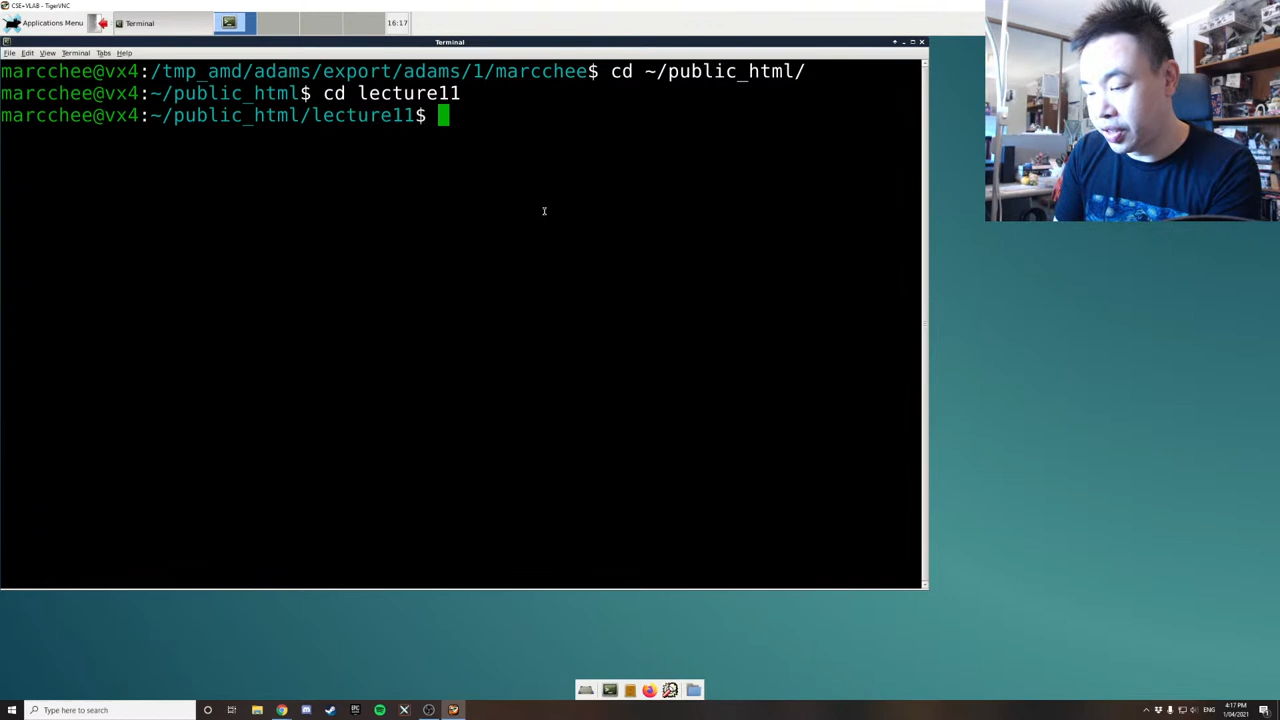 CSE+VLAB - TigerVNC
Applications Menu
Terminal
16:17
Terminal
File Edit View Terminal Tabs Help
marcchee@vx4:/tmp_amd/adams/export/adams/1/marcchee$ cd ~/public_html/
marcchee@vx4:~/public_html$ cd lecture11
marcchee@vx4:~/public_html/lecture11$
Type here to search
ENG
4:17 PM
1/04/2021